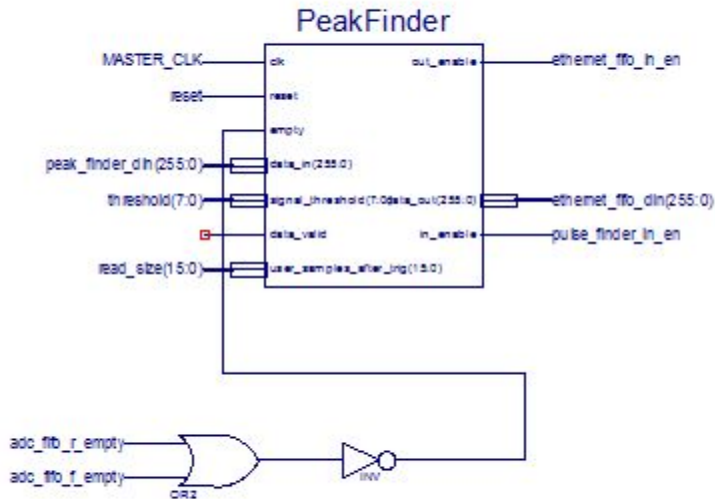 PeakFinder
MASTER_CLK clk out_enable ethernet_fifo_in_en
reset reset
empty
peak_finder_din(255:0) data_in(255:0)
threshold(7:0) signal_threshold(7:0) data_out(255:0) ethernet_fifo_din(255:0)
data_valid in_enable pulse_finder_in_en
read_size(15:0) user_samples_after_trig(15:0)
adc_fifo_r_empty
adc_fifo_f_empty
OR2 INV